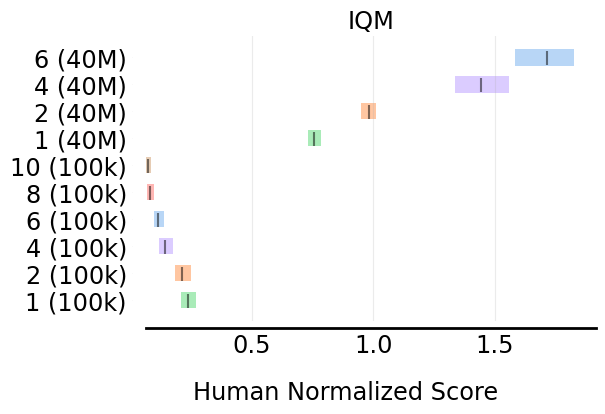 IQM
6 (40M)
4 (40M)
2 (40M)
1 (40M)
10 (100k)
8 (100k)
6 (100k)
4 (100k)
2 (100k)
1 (100k)
0.5 1.0 1.5
Human Normalized Score